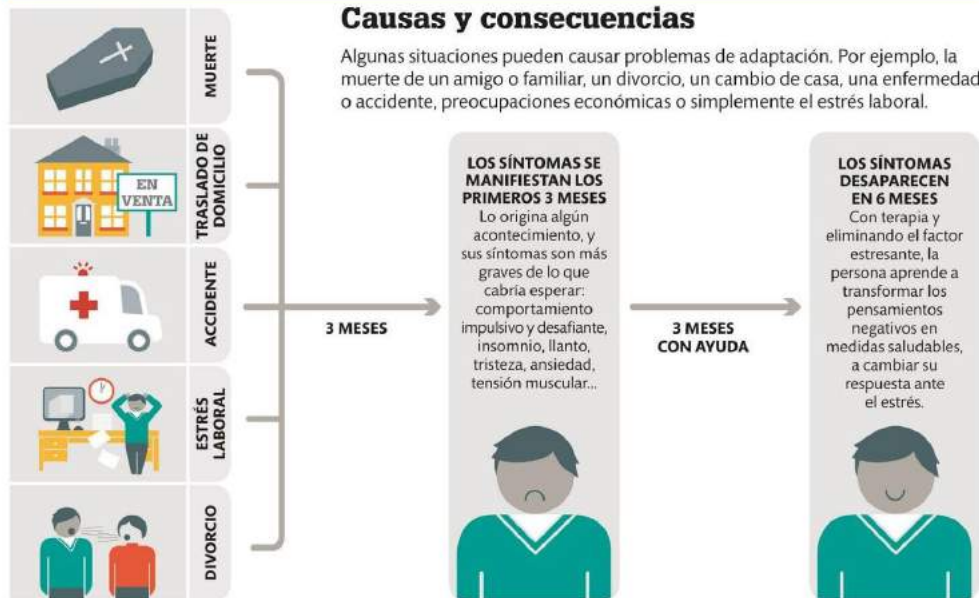 Causas y consecuencias
Algunas situaciones pueden causar problemas de adaptación. Por ejemplo, la
muerte de un amigo o familiar, un divorcio, un cambio de casa, una enfermedad
o accidente, preocupaciones económicas o simplemente el estrés laboral.
MUERTE
EN
VENTA
TRASLADO DE
DOMICILIO
ACCIDENTE
ESTRÉS
LABORAL
DIVORCIO
3 MESES
LOS SÍNTOMAS SE
MANIFIESTAN LOS
PRIMEROS 3 MESES
Lo origina algún
acontecimiento, y
sus síntomas son más
graves de lo que
cabría esperar:
comportamiento
impulsivo y desafiante,
insomnio, llanto,
tristeza, ansiedad,
tensión muscular...
3 MESES
CON AYUDA
LOS SÍNTOMAS
DESAPARECEN
EN 6 MESES
Con terapia y
eliminando el factor
estresante, la
persona aprende a
transformar los
pensamientos
negativos en
medidas saludables,
a cambiar su
respuesta ante
el estrés.